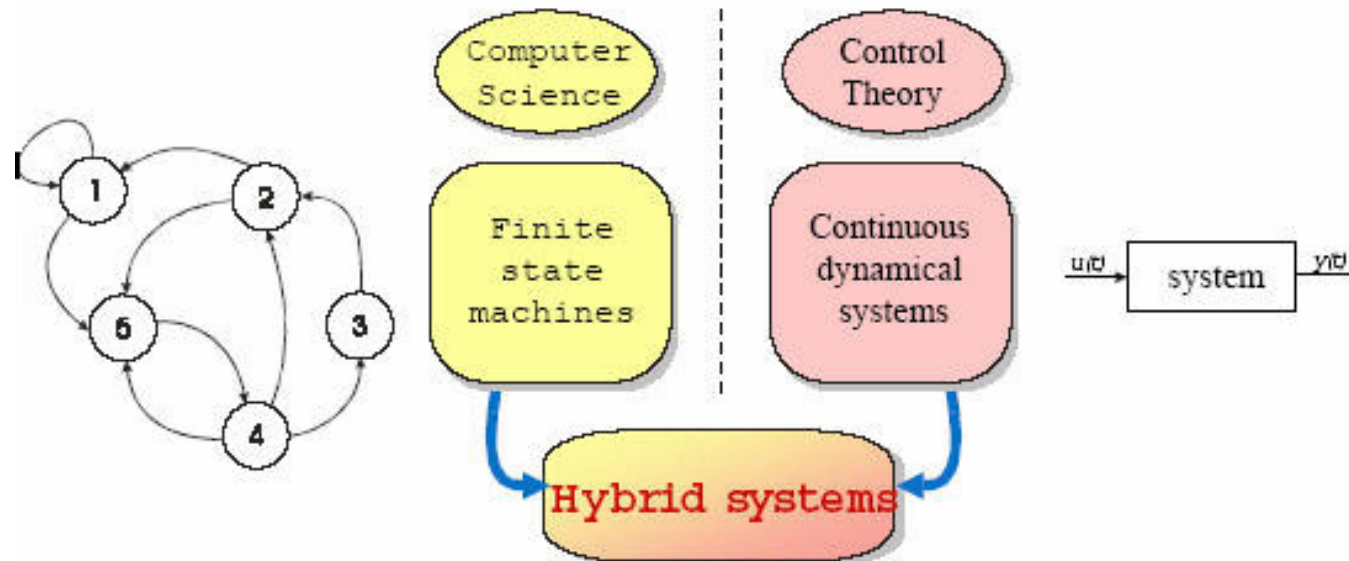 Computer
Science
Control
Theory
1
2
3
4
5
Finite
state
machines
Continuous
dynamical
systems
u(t)
system
y(t)
Hybrid systems